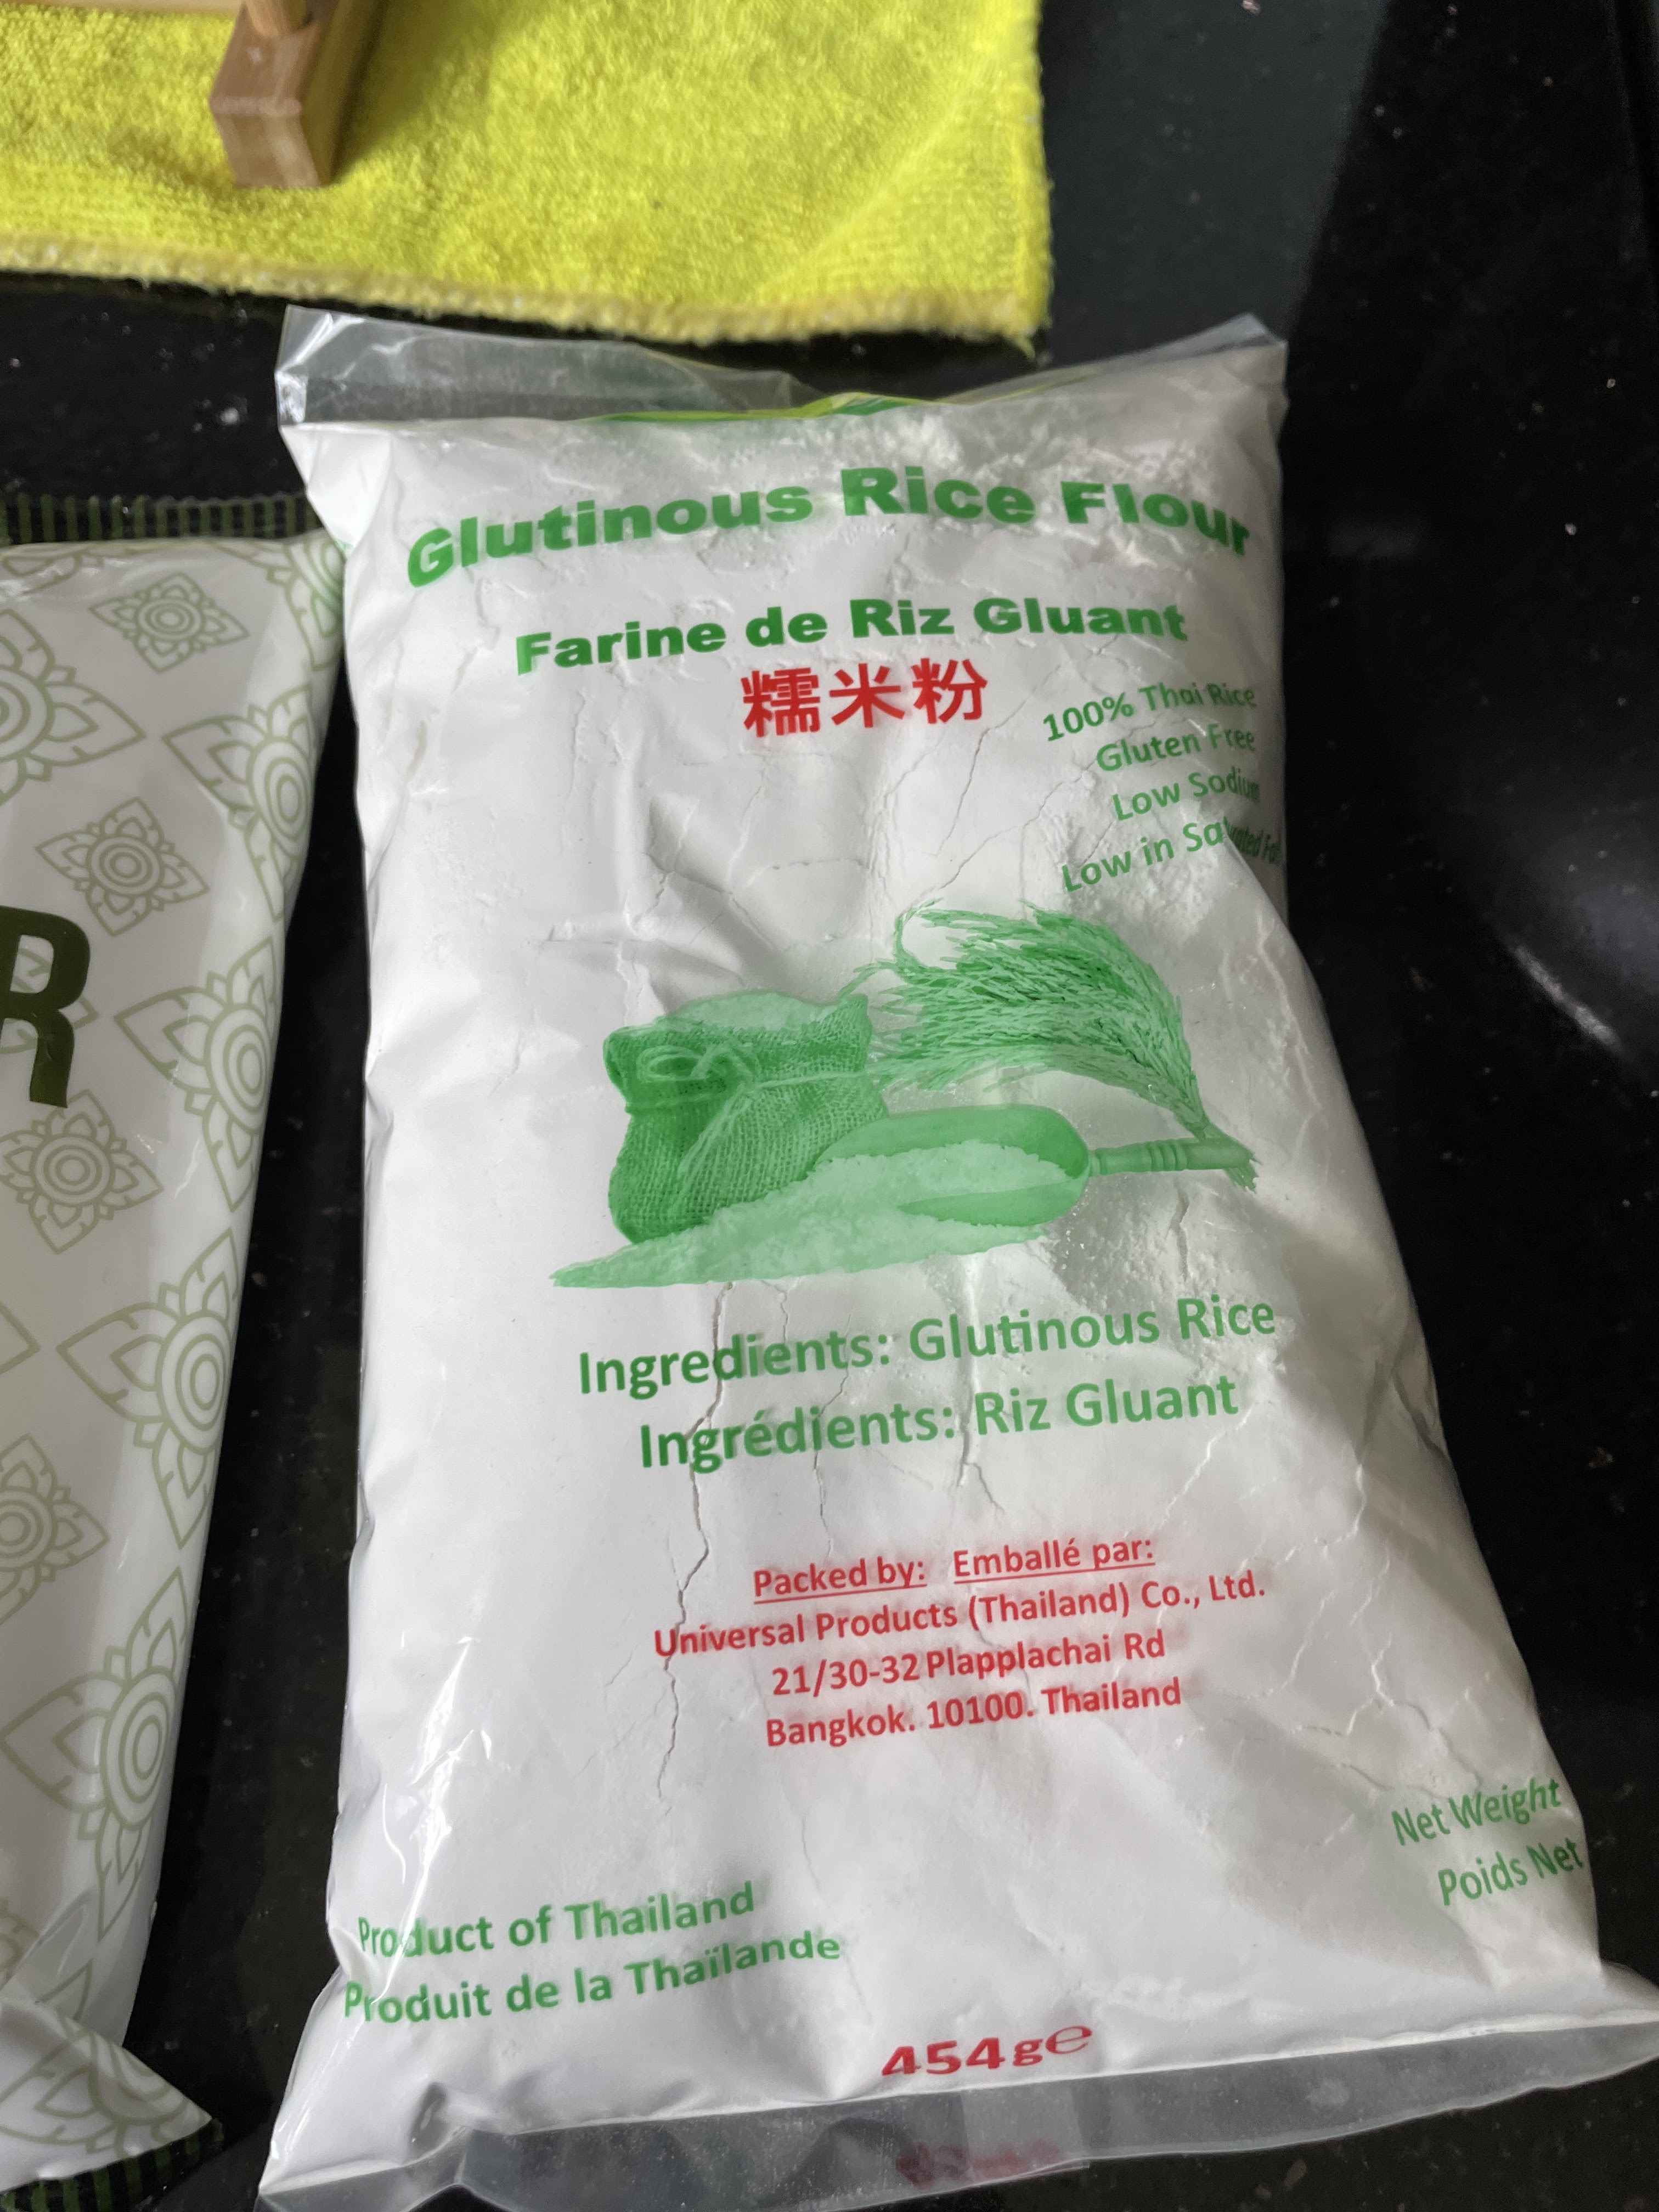 Glutinous Rice Flour
Farine de Riz Gluant
糯米粉
100% Thai Rice
Gluten Free
Low Sodium
Low in Saturated Fat
Ingredients: Glutinous Rice
Ingrédients: Riz Gluant
Packed by: Emballé par:
Universal Products (Thailand) Co., Ltd.
21/30-32 Plapplachai Rd
Bangkok. 10100. Thailand
Net Weight
Poids Net
Product of Thailand
Produit de la Thaïlande
454g℮
R